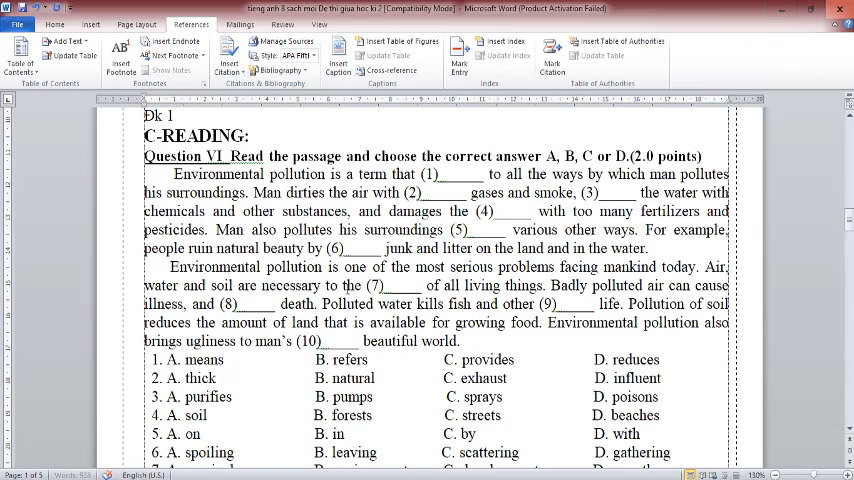 tieng anh 8 sach moi De thi giua hoc ki 2 [Compatibility Mode] - Microsoft Word (Product Activation Failed)
File Home Insert Page Layout References Mailings Review View
Table of Contents
Add Text
Update Table
Table of Contents
AB1 Insert Footnote
Insert Endnote
Next Footnote
Show Notes
Footnotes
Insert Citation
Manage Sources
Style: APA Fifth
Bibliography
Citations & Bibliography
Insert Caption
Insert Table of Figures
Update Table
Cross-reference
Captions
Mark Entry
Insert Index
Update Index
Index
Mark Citation
Insert Table of Authorities
Update Table
Table of Authorities
Đk 1
C-READING:
Question VI Read the passage and choose the correct answer A, B, C or D.(2.0 points)
Environmental pollution is a term that (1)______ to all the ways by which man pollutes
his surroundings. Man dirties the air with (2)______ gases and smoke, (3)_____ the water with
chemicals and other substances, and damages the (4)_____ with too many fertilizers and
pesticides. Man also pollutes his surroundings (5)_____ various other ways. For example,
people ruin natural beauty by (6)_____ junk and litter on the land and in the water.
Environmental pollution is one of the most serious problems facing mankind today. Air,
water and soil are necessary to the (7)_____ of all living things. Badly polluted air can cause
illness, and (8)_____ death. Polluted water kills fish and other (9)_____ life. Pollution of soil
reduces the amount of land that is available for growing food. Environmental pollution also
brings ugliness to man’s (10)_____ beautiful world.
1. A. means B. refers C. provides D. reduces
2. A. thick B. natural C. exhaust D. influent
3. A. purifies B. pumps C. sprays D. poisons
4. A. soil B. forests C. streets D. beaches
5. A. on B. in C. by D. with
6. A. spoiling B. leaving C. scattering D. gathering
Page: 1 of 5 Words: 938 English (U.S.) 130%